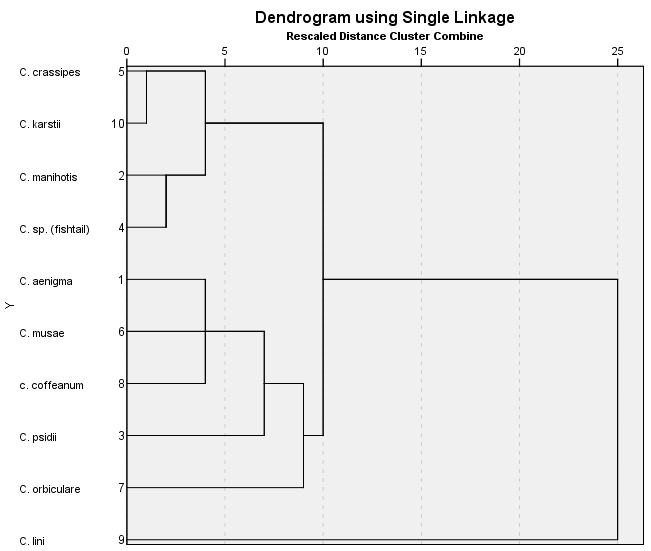 Dendrogram using Single Linkage
Rescaled Distance Cluster Combine
0 5 10 15 20 25
C. crassipes 5
C. karstii 10
C. manihotis 2
C. sp. (fishtail) 4
C. aenigma 1
Y
C. musae 6
c. coffeanum 8
C. psidii 3
C. orbiculare 7
C. lini 9